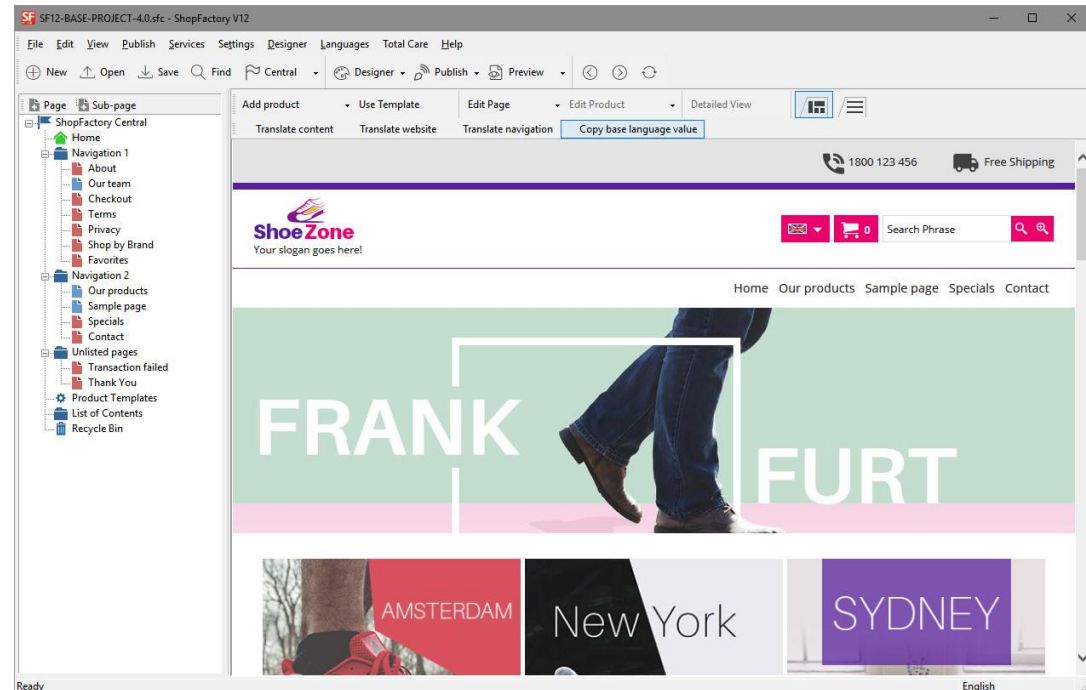 SF SF12-BASE-PROJECT-4.0.sfc - ShopFactory V12
File Edit View Publish Services Settings Designer Languages Total Care Help
New Open Save Find Central Designer Publish Preview
Page Sub-page
ShopFactory Central
Home
Navigation 1
About
Our team
Checkout
Terms
Privacy
Shop by Brand
Favorites
Navigation 2
Our products
Sample page
Specials
Contact
Unlisted pages
Transaction failed
Thank You
Product Templates
List of Contents
Recycle Bin
Add product Use Template Edit Page Edit Product Detailed View
Translate content Translate website Translate navigation Copy base language value
1800 123 456 Free Shipping
ShoeZone
Your slogan goes here!
0 Search Phrase
Home Our products Sample page Specials Contact
FRANK
FURT
AMSTERDAM New York SYDNEY
Ready English